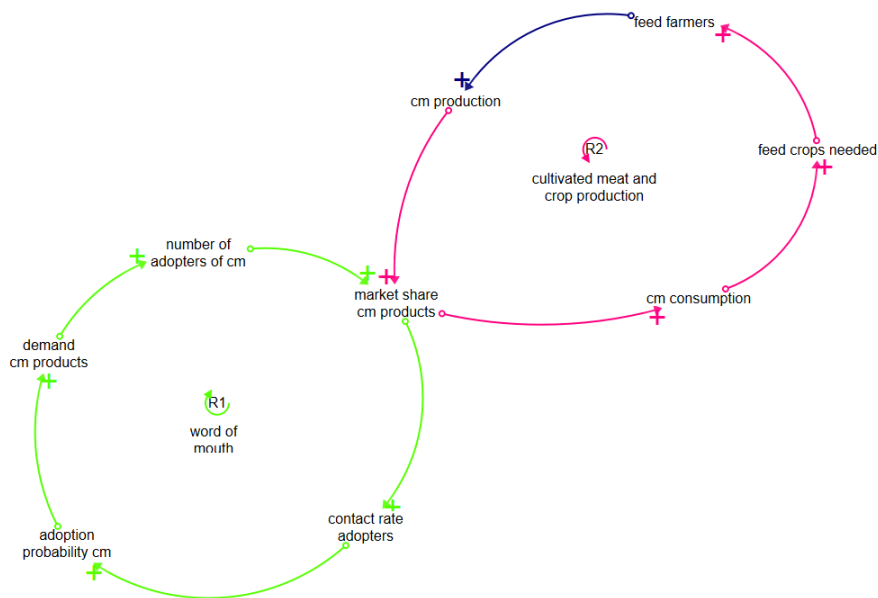 feed farmers
cm production
R2
feed crops needed
cultivated meat and
crop production
number of
adopters of cm
market share
cm products
cm consumption
demand
cm products
R1
word of
mouth
contact rate
adopters
adoption
probability cm